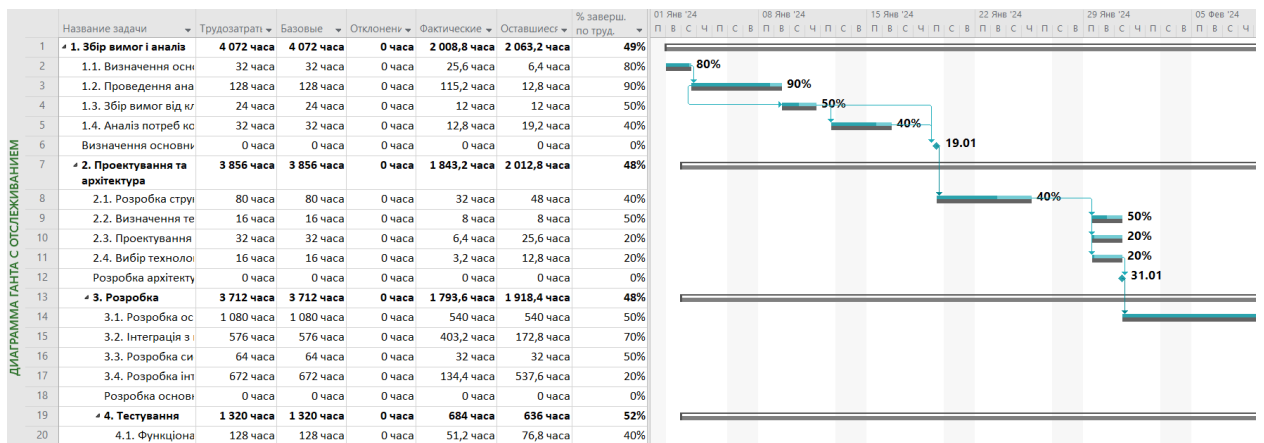 ДИАГРАММА ГАНТА С ОТСЛЕЖИВАНИЕМ
Название задачи Трудозатраты Базовые Отклонени Фактические Оставшиеся % заверш. по труд.
01 Янв '24 08 Янв '24 15 Янв '24 22 Янв '24 29 Янв '24 05 Фев '24
П В С Ч П С В П В С Ч П С В П В С Ч П С В П В С Ч П С В П В С Ч П С В П В С Ч
1 1. Збір вимог і аналіз 4 072 часа 4 072 часа 0 часа 2 008,8 часа 2 063,2 часа 49%
2 1.1. Визначення осно 32 часа 32 часа 0 часа 25,6 часа 6,4 часа 80% 80%
3 1.2. Проведення ана 128 часа 128 часа 0 часа 115,2 часа 12,8 часа 90% 90%
4 1.3. Збір вимог від кл 24 часа 24 часа 0 часа 12 часа 12 часа 50% 50%
5 1.4. Аналіз потреб ко 32 часа 32 часа 0 часа 12,8 часа 19,2 часа 40% 40%
6 Визначення основни 0 часа 0 часа 0 часа 0 часа 0 часа 0% 19.01
7 2. Проектування та архітектура 3 856 часа 3 856 часа 0 часа 1 843,2 часа 2 012,8 часа 48%
8 2.1. Розробка струк 80 часа 80 часа 0 часа 32 часа 48 часа 40% 40%
9 2.2. Визначення те 16 часа 16 часа 0 часа 8 часа 8 часа 50% 50%
10 2.3. Проектування 32 часа 32 часа 0 часа 6,4 часа 25,6 часа 20% 20%
11 2.4. Вибір техноло 16 часа 16 часа 0 часа 3,2 часа 12,8 часа 20% 20%
12 Розробка архітекту 0 часа 0 часа 0 часа 0 часа 0 часа 0% 31.01
13 3. Розробка 3 712 часа 3 712 часа 0 часа 1 793,6 часа 1 918,4 часа 48%
14 3.1. Розробка ос 1 080 часа 1 080 часа 0 часа 540 часа 540 часа 50%
15 3.2. Інтеграція з 576 часа 576 часа 0 часа 403,2 часа 172,8 часа 70%
16 3.3. Розробка си 64 часа 64 часа 0 часа 32 часа 32 часа 50%
17 3.4. Розробка інт 672 часа 672 часа 0 часа 134,4 часа 537,6 часа 20%
18 Розробка основн 0 часа 0 часа 0 часа 0 часа 0 часа 0%
19 4. Тестування 1 320 часа 1 320 часа 0 часа 684 часа 636 часа 52%
20 4.1. Функціона 128 часа 128 часа 0 часа 51,2 часа 76,8 часа 40%